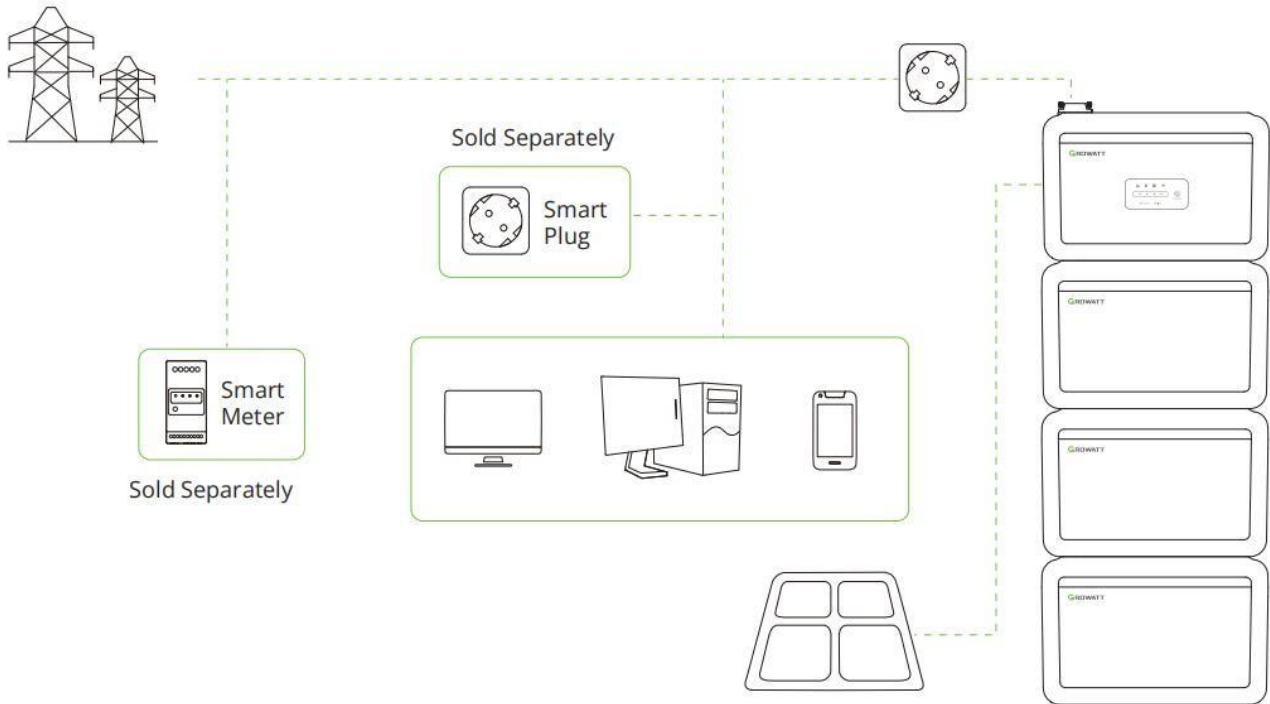 Sold Separately
Smart
Plug
Smart
Meter
Sold Separately
GROWATT
GROWATT
GROWATT
GROWATT